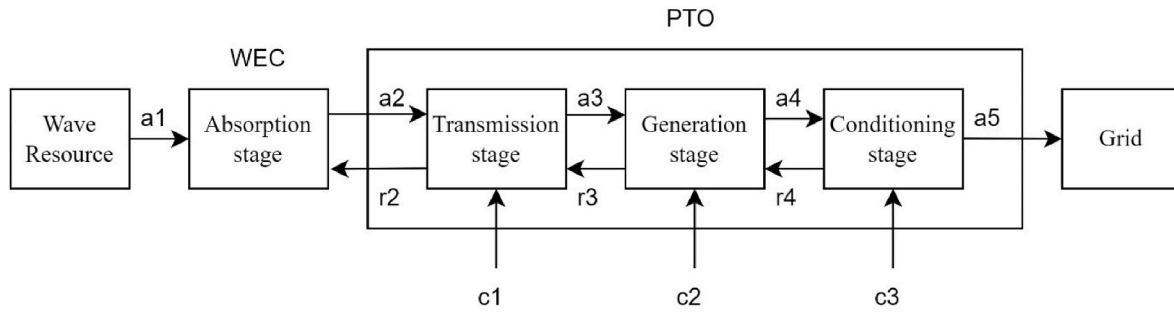 PTO
WEC
Wave
Resource
a1
Absorption
stage
a2
r2
Transmission
stage
a3
r3
Generation
stage
a4
r4
Conditioning
stage
a5
Grid
c1
c2
c3